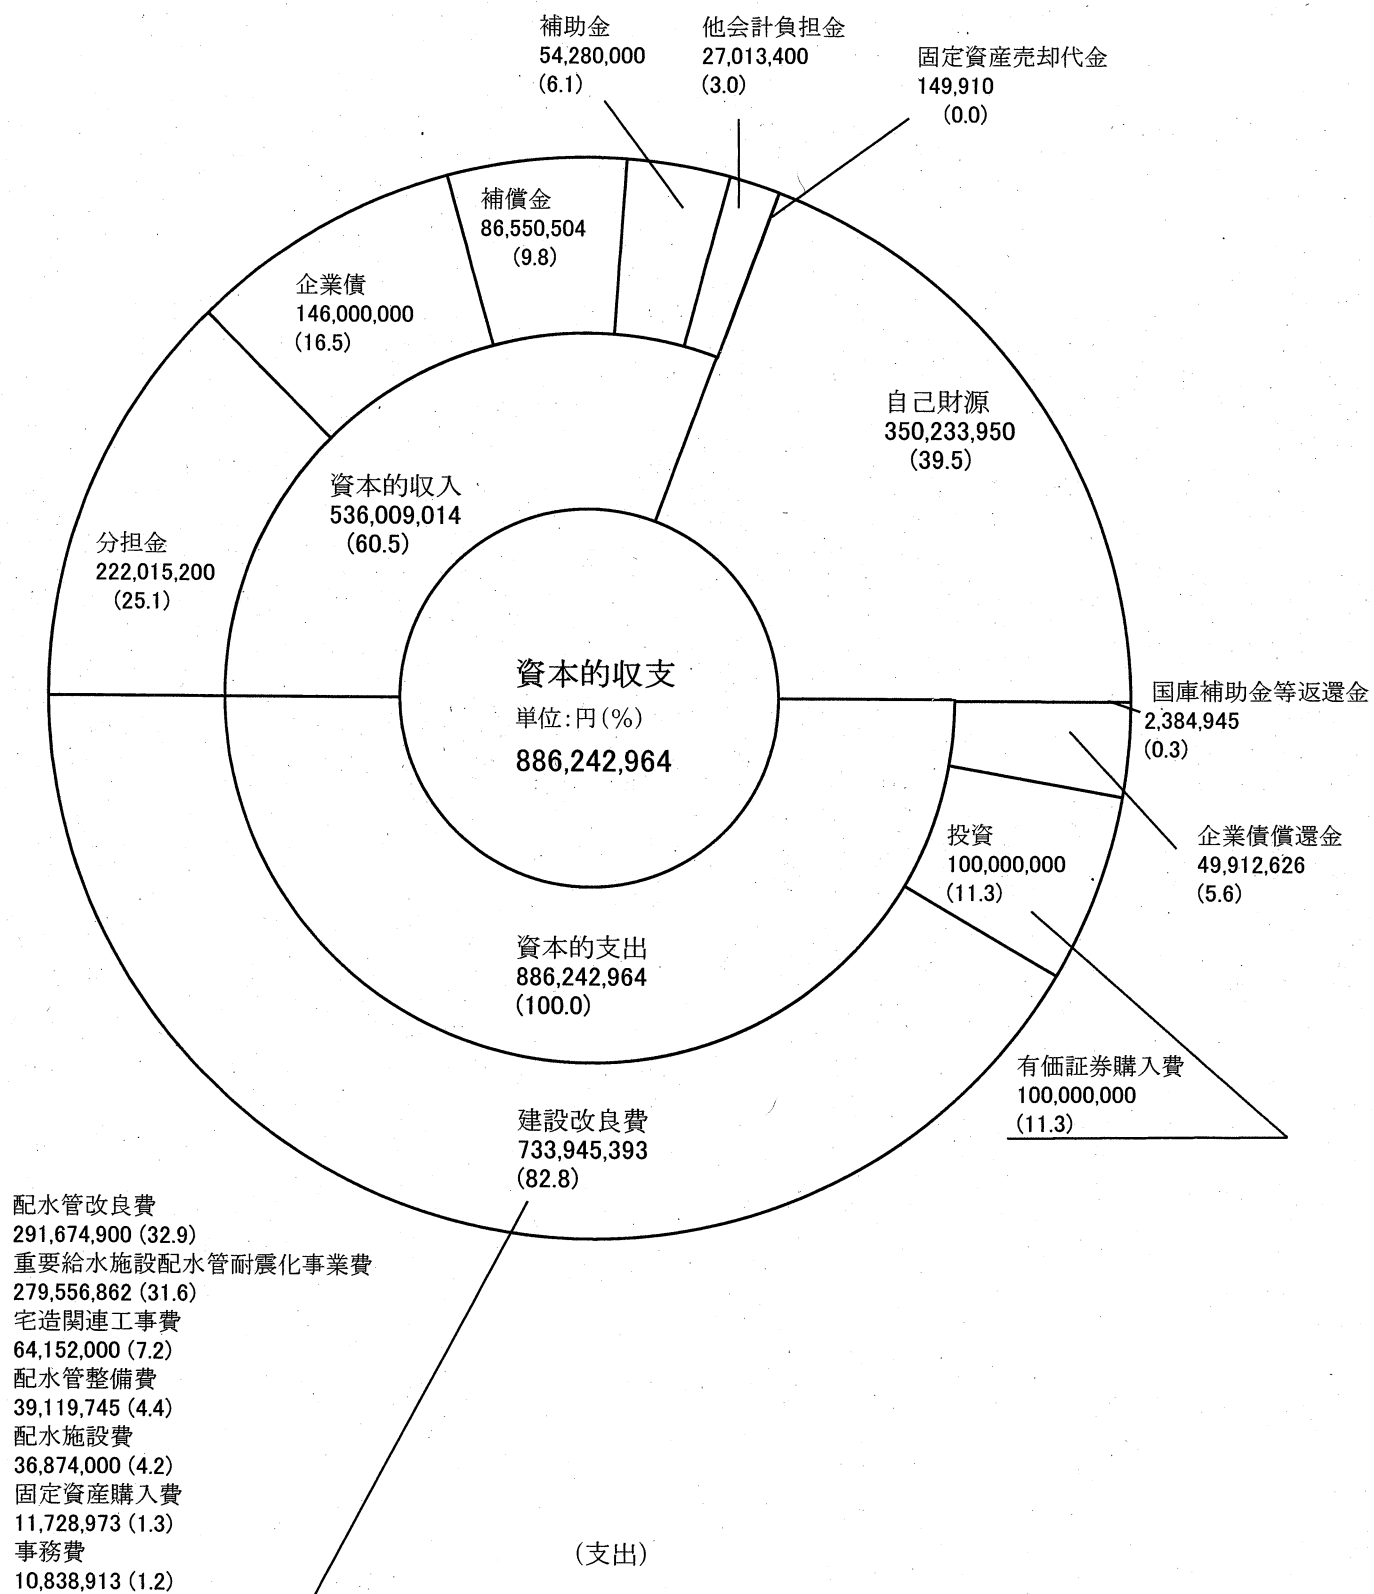 補助金
54,280,000
(6.1)
他会計負担金
27,013,400
(3.0)
固定資産売却代金
149,910
(0.0)
補償金
86,550,504
(9.8)
企業債
146,000,000
(16.5)
自己財源
350,233,950
(39.5)
資本的収入
536,009,014
(60.5)
分担金
222,015,200
(25.1)
資本的収支
単位:円(%)
886,242,964
国庫補助金等返還金
2,384,945
(0.3)
企業債償還金
49,912,626
(5.6)
投資
100,000,000
(11.3)
資本的支出
886,242,964
(100.0)
有価証券購入費
100,000,000
(11.3)
建設改良費
733,945,393
(82.8)
配水管改良費
291,674,900 (32.9)
重要給水施設配水管耐震化事業費
279,556,862 (31.6)
宅造関連工事費
64,152,000 (7.2)
配水管整備費
39,119,745 (4.4)
配水施設費
36,874,000 (4.2)
固定資産購入費
11,728,973 (1.3)
事務費
10,838,913 (1.2)
(支出)